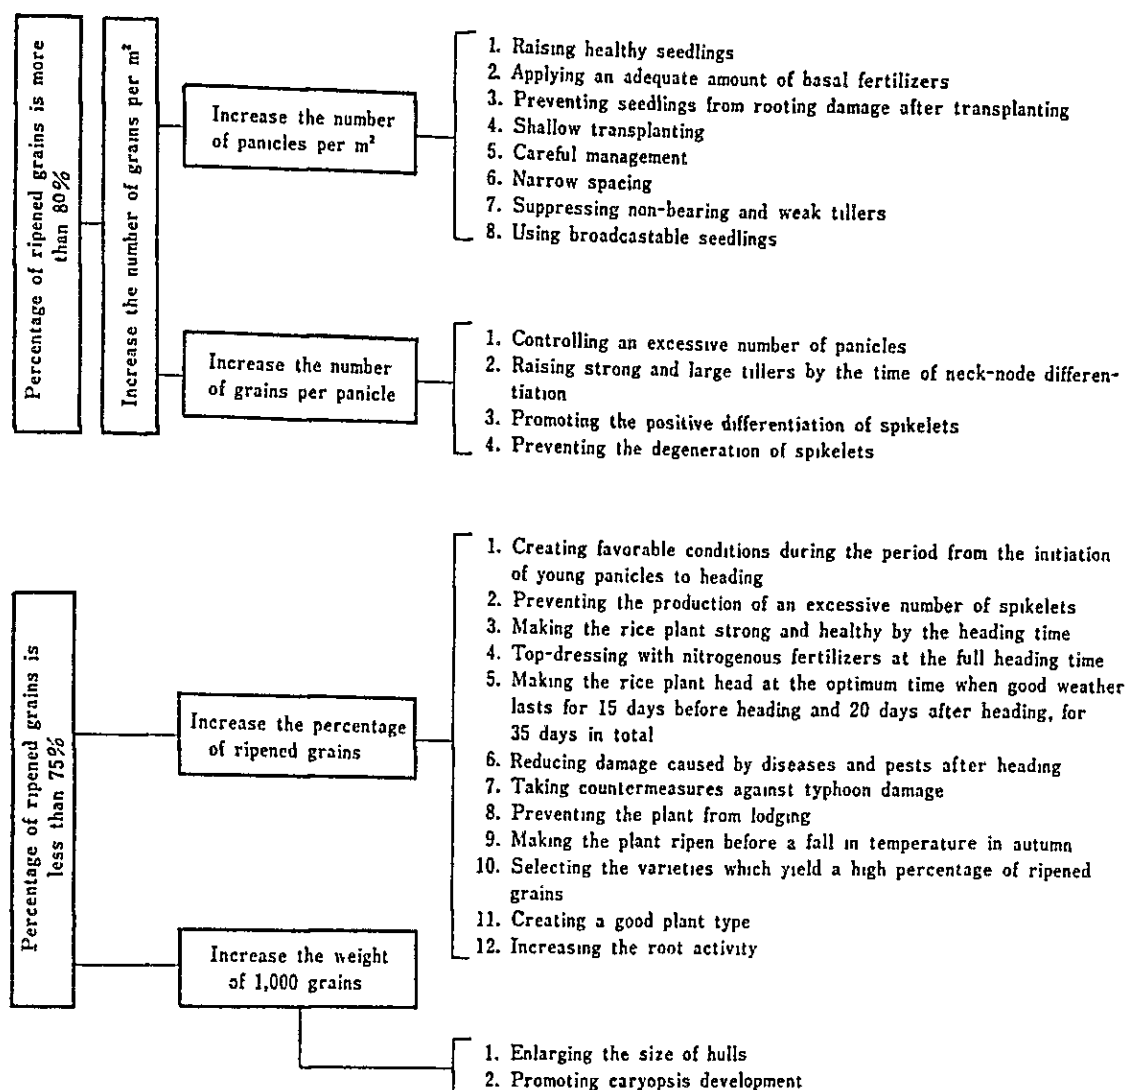 Percentage of ripened grains is more
than 80%
Increase the number of grains per m²
Increase the number
of panicles per m²
1. Raising healthy seedlings
2. Applying an adequate amount of basal fertilizers
3. Preventing seedlings from rooting damage after transplanting
4. Shallow transplanting
5. Careful management
6. Narrow spacing
7. Suppressing non-bearing and weak tillers
8. Using broadcastable seedlings
Increase the number
of grains per panicle
1. Controlling an excessive number of panicles
2. Raising strong and large tillers by the time of neck-node differen-
tiation
3. Promoting the positive differentiation of spikelets
4. Preventing the degeneration of spikelets
Percentage of ripened grains is
less than 75%
Increase the percentage
of ripened grains
1. Creating favorable conditions during the period from the initiation
of young panicles to heading
2. Preventing the production of an excessive number of spikelets
3. Making the rice plant strong and healthy by the heading time
4. Top-dressing with nitrogenous fertilizers at the full heading time
5. Making the rice plant head at the optimum time when good weather
lasts for 15 days before heading and 20 days after heading, for
35 days in total
6. Reducing damage caused by diseases and pests after heading
7. Taking countermeasures against typhoon damage
8. Preventing the plant from lodging
9. Making the plant ripen before a fall in temperature in autumn
10. Selecting the varieties which yield a high percentage of ripened
grains
11. Creating a good plant type
12. Increasing the root activity
Increase the weight
of 1,000 grains
1. Enlarging the size of hulls
2. Promoting caryopsis development